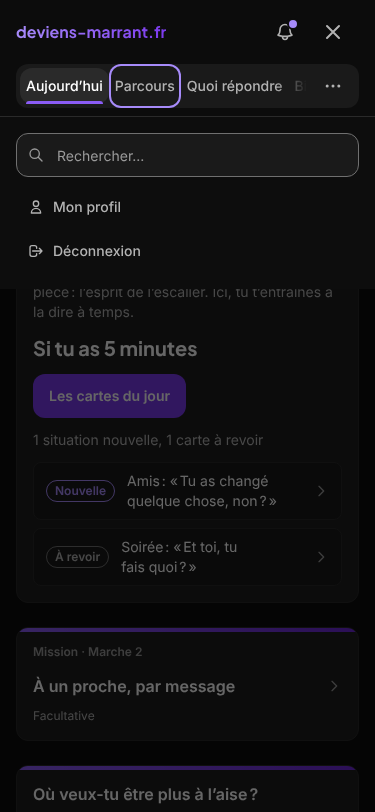 deviens-marrant.fr
Aujourd’hui Parcours Quoi répondre
Rechercher...
Mon profil
Déconnexion
pièce : l’esprit de l’escalier. Ici, tu t’entraînes à
la dire à temps.
Si tu as 5 minutes
Les cartes du jour
1 situation nouvelle, 1 carte à revoir
Nouvelle
Amis : « Tu as changé
quelque chose, non ? »
À revoir
Soirée : « Et toi, tu
fais quoi ? »
Mission · Marche 2
À un proche, par message
Facultative
Où veux-tu être plus à l’aise ?